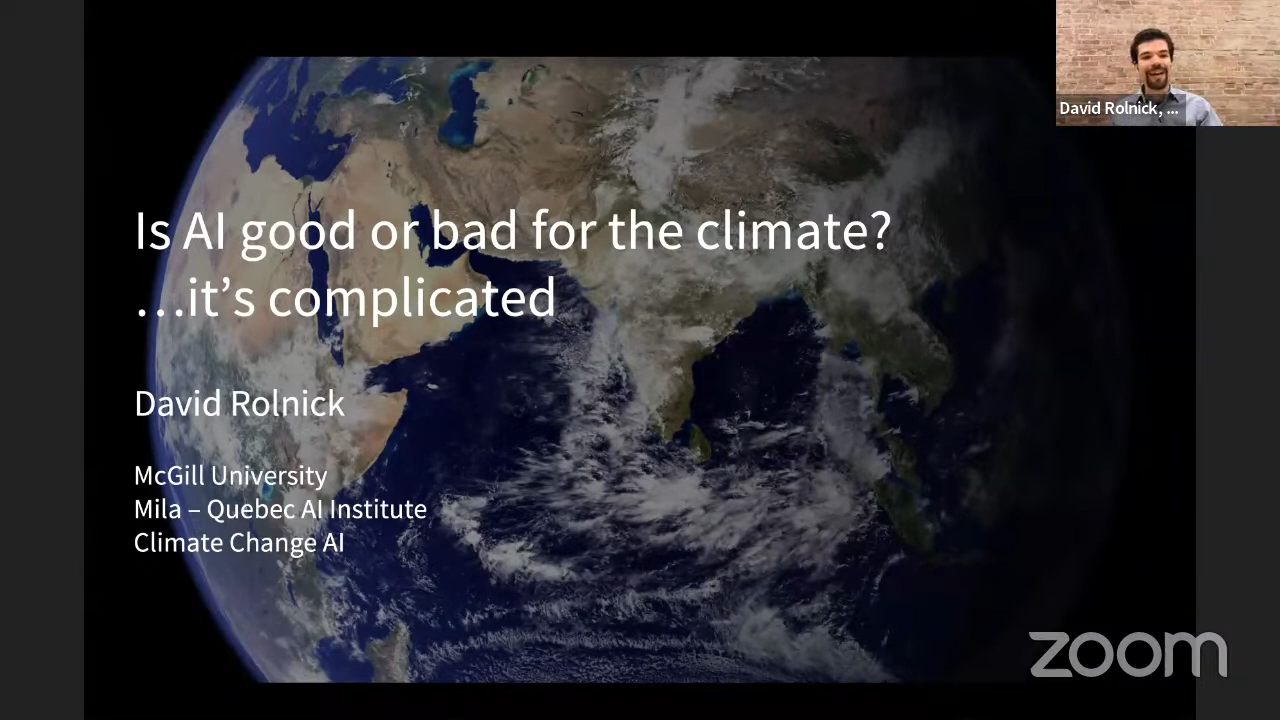 David Rolnick, ...
Is AI good or bad for the climate?
…it’s complicated
David Rolnick
McGill University
Mila – Quebec AI Institute
Climate Change AI
zoom